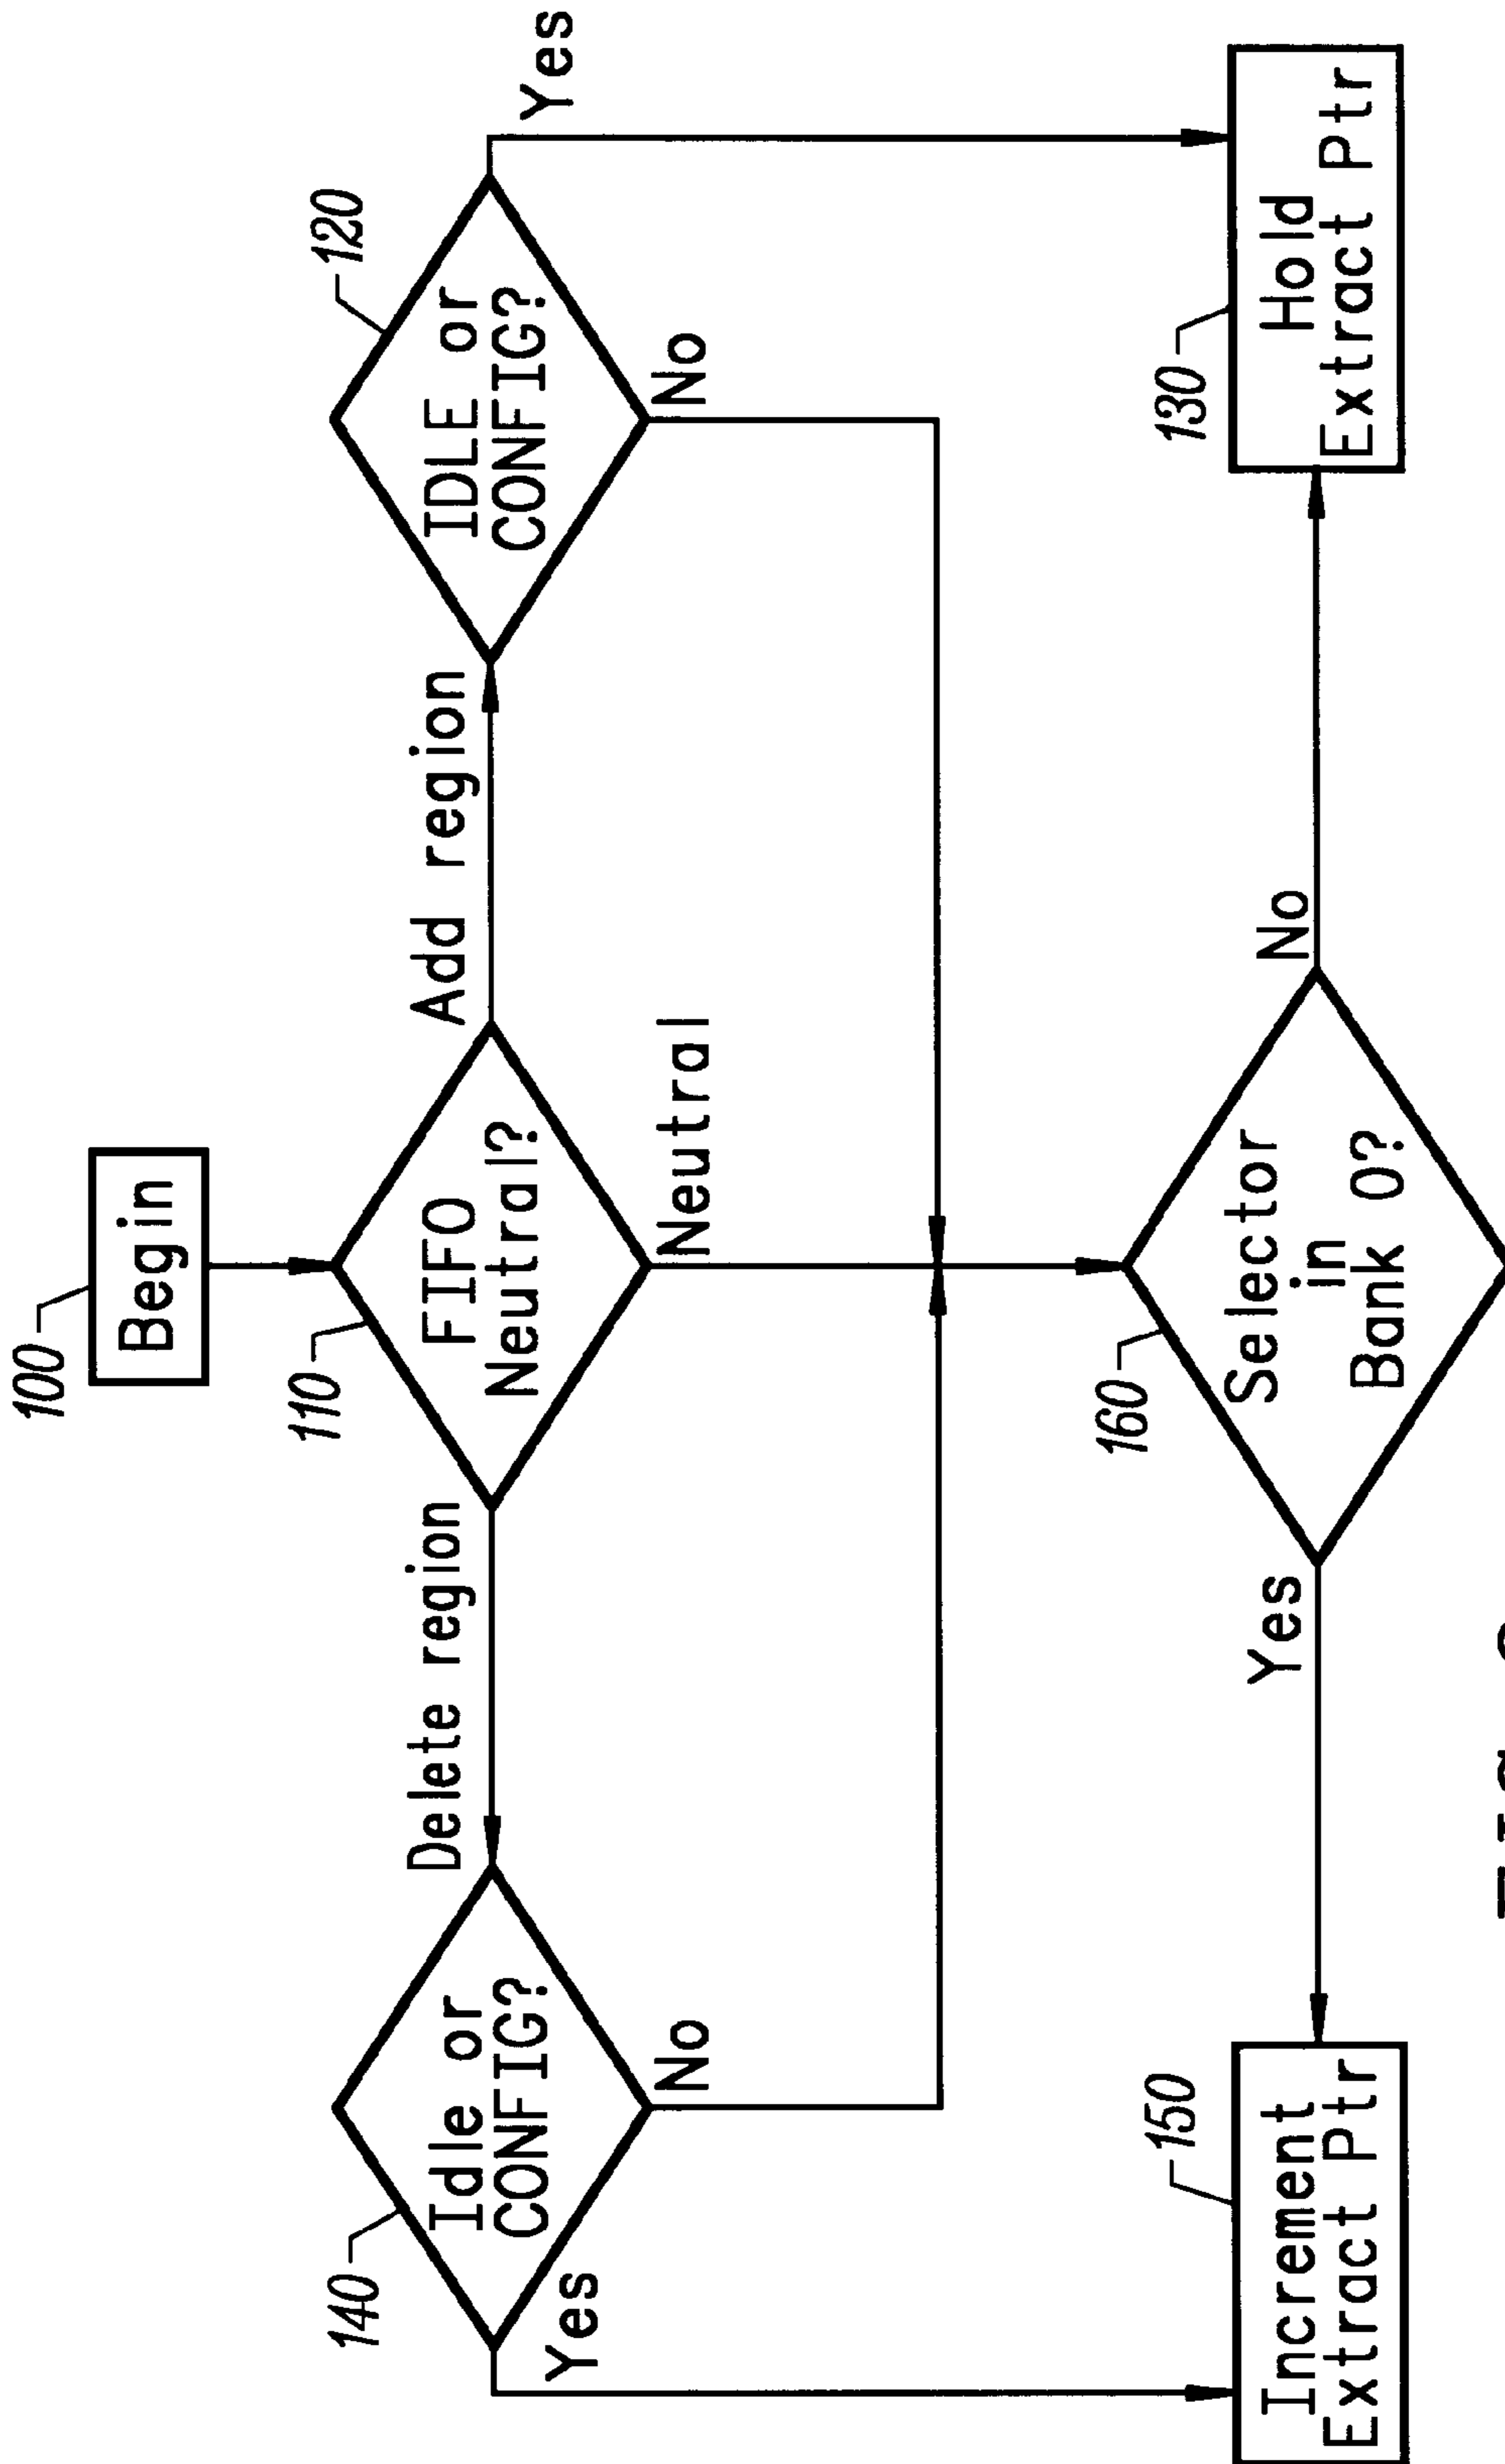 100
Begin
110
FIFO
Neutral?
Delete region
Add region
Neutral
140
Idle or
CONFIG?
Yes
No
120
IDLE or
CONFIG?
Yes
No
160
Selector
in
Bank 0?
Yes
No
150
Increment
Extract Ptr
130
Hold
Extract Ptr